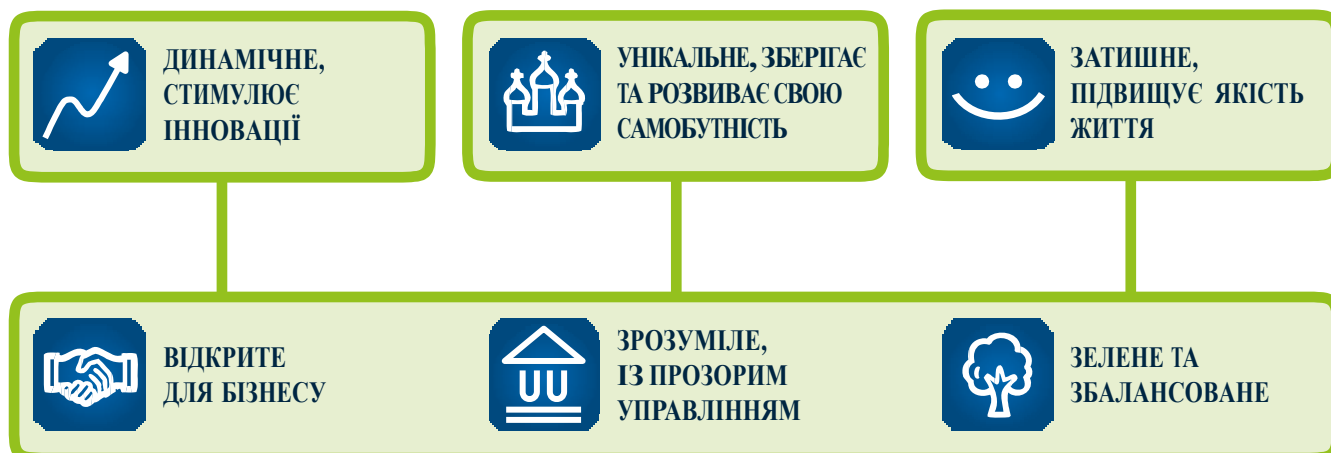 ДИНАМІЧНЕ,
СТИМУЛЮЄ
ІННОВАЦІЇ
УНІКАЛЬНЕ, ЗБЕРІГАЄ
ТА РОЗВИВАЄ СВОЮ
САМОБУТНІСТЬ
ЗАТИШНЕ,
ПІДВИЩУЄ ЯКІСТЬ
ЖИТТЯ
ВІДКРИТЕ
ДЛЯ БІЗНЕСУ
ЗРОЗУМІЛЕ,
ІЗ ПРОЗОРИМ
УПРАВЛІННЯМ
ЗЕЛЕНЕ ТА
ЗБАЛАНСОВАНЕ